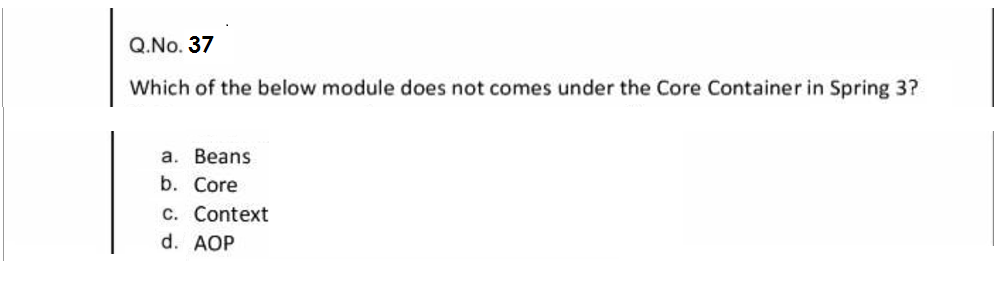 Q.No. 37
Which of the below module does not comes under the Core Container in Spring 3?
a. Beans
b. Core
c. Context
d. AOP